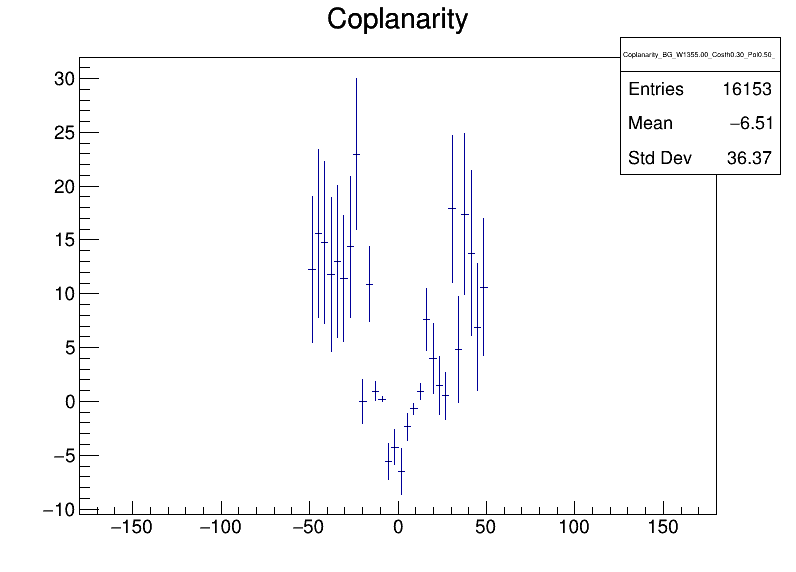 Coplanarity
Coplanarity_BG_W1355.00_Costh0.30_Pol0.50_
Entries 16153
Mean −6.51
Std Dev 36.37
30
25
20
15
10
5
0
−5
−10
−150 −100 −50 0 50 100 150